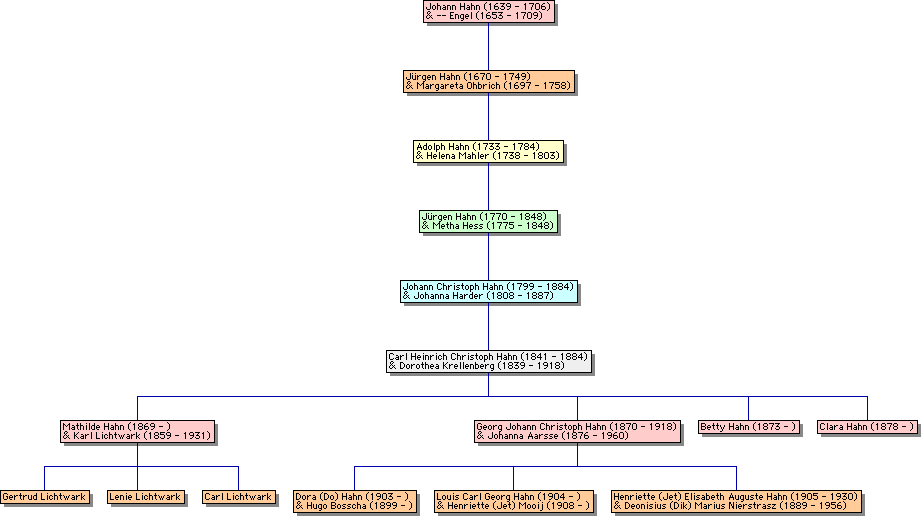 Johann Hahn (1639 - 1706)
& -- Engel (1653 - 1709)
Jürgen Hahn (1670 - 1749)
& Margareta Ohbrich (1697 - 1758)
Adolph Hahn (1733 - 1784)
& Helena Mahler (1738 - 1803)
Jürgen Hahn (1770 - 1848)
& Metha Hess (1775 - 1848)
Johann Christoph Hahn (1799 - 1884)
& Johanna Harder (1808 - 1887)
Carl Heinrich Christoph Hahn (1841 - 1884)
& Dorothea Krellenberg (1839 - 1918)
Mathilde Hahn (1869 - )
& Karl Lichtwark (1859 - 1931)
Georg Johann Christoph Hahn (1870 - 1918)
& Johanna Aarsse (1876 - 1960)
Betty Hahn (1873 - )
Clara Hahn (1878 - )
Gertrud Lichtwark
Lenie Lichtwark
Carl Lichtwark
Dora (Do) Hahn (1903 - )
& Hugo Bosscha (1899 - )
Louis Carl Georg Hahn (1904 - )
& Henriette (Jet) Mooij (1908 - )
Henriette (Jet) Elisabeth Auguste Hahn (1905 - 1930)
& Deonisius (Dik) Marius Nierstrasz (1889 - 1956)